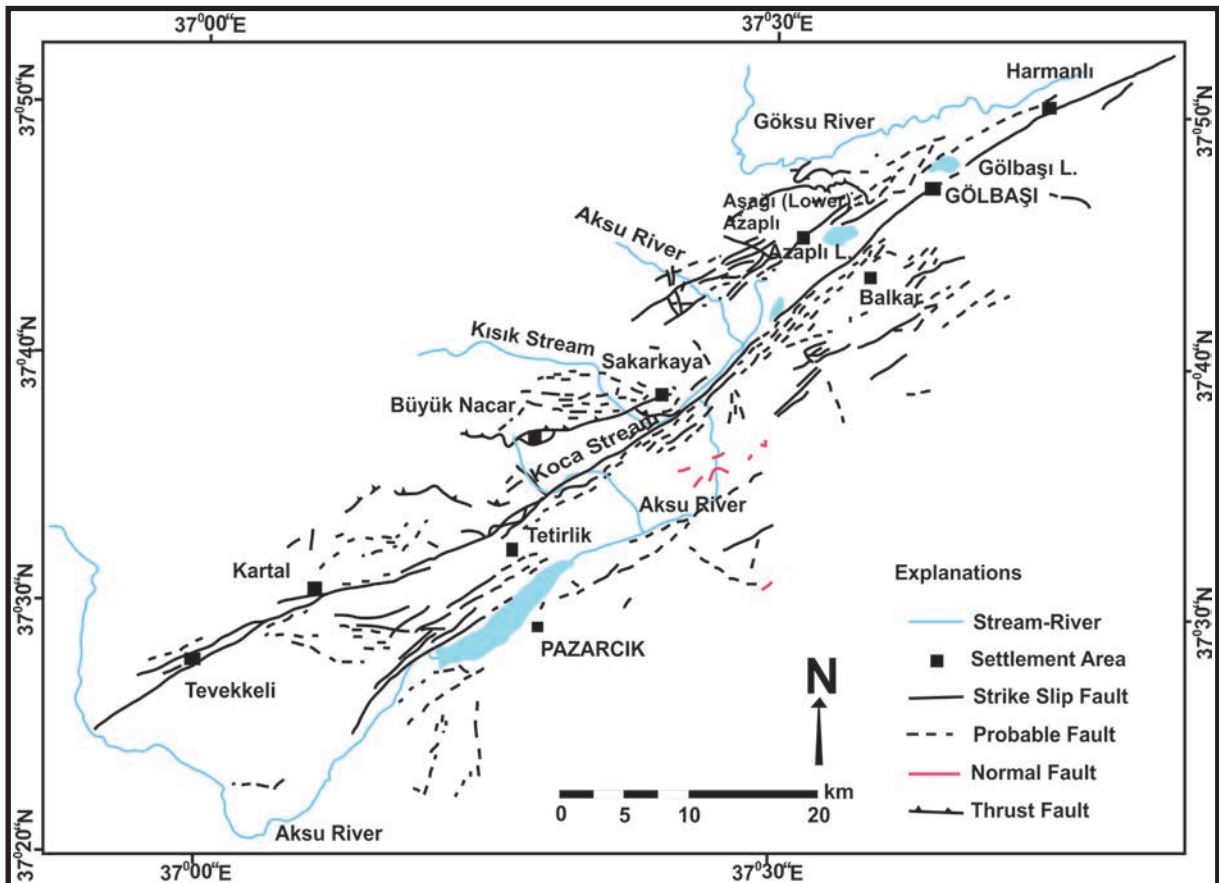 37⁰00“E
37⁰30“E
37⁰50“N
37⁰50“N
Harmanlı
Göksu River
Gölbaşı L.
GÖLBAŞI
Aşağı (Lower)
Azaplı
Aksu River
Azaplı L.
Balkar
37⁰40“N
37⁰40“N
Kısık Stream
Sakarkaya
Büyük Nacar
Koca Stream
Aksu River
Tetirlik
Kartal
37⁰30“N
37⁰30“N
PAZARCIK
Tevekkeli
Aksu River
37⁰20“N
Explanations
Stream-River
Settlement Area
Strike Slip Fault
Probable Fault
Normal Fault
Thrust Fault
N
km
0 5 10 20
37⁰00“E
37⁰30“E